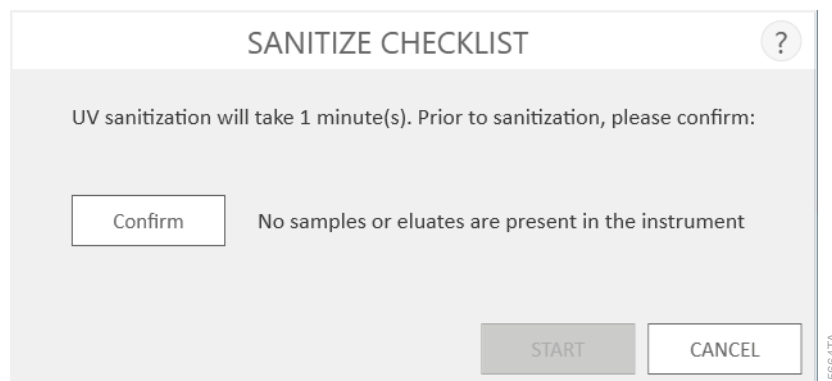 SANITIZE CHECKLIST ?
UV sanitization will take 1 minute(s). Prior to sanitization, please confirm:
Confirm No samples or eluates are present in the instrument
START CANCEL